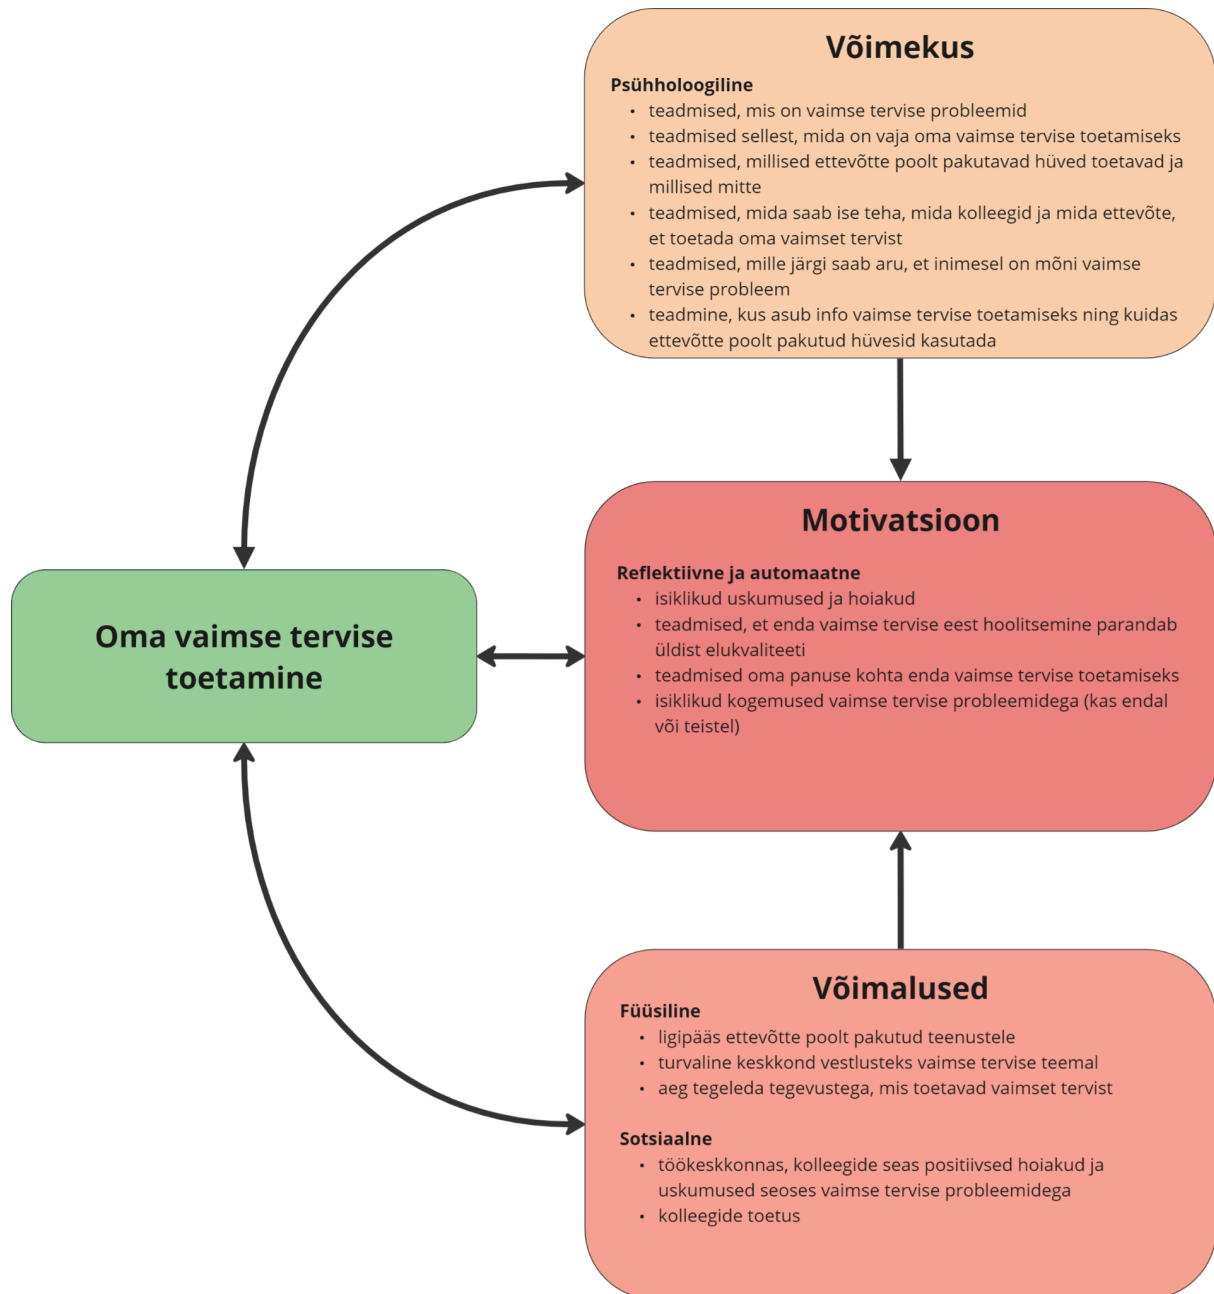 Võimekus
Psühholoogiline
• teadmised, mis on vaimse tervise probleemid
• teadmised sellest, mida on vaja oma vaimse tervise toetamiseks
• teadmised, millised ettevõtte poolt pakutavad hüved toetavad ja
millised mitte
• teadmised, mida saab ise teha, mida kolleegid ja mida ettevõte,
et toetada oma vaimset tervist
• teadmised, mille järgi saab aru, et inimesel on mõni vaimse
tervise probleem
• teadmine, kus asub info vaimse tervise toetamiseks ning kuidas
ettevõtte poolt pakutud hüvesid kasutada
Motivatsioon
Reflektiivne ja automaatne
• isiklikud uskumused ja hoiakud
• teadmised, et enda vaimse tervise eest hoolitsemine parandab
üldist elukvaliteeti
• teadmised oma panuse kohta enda vaimse tervise toetamiseks
• isiklikud kogemused vaimse tervise probleemidega (kas endal
või teistel)
Oma vaimse tervise
toetamine
Võimalused
Füüsiline
• ligipääs ettevõtte poolt pakutud teenustele
• turvaline keskkond vestlusteks vaimse tervise teemal
• aeg tegeleda tegevustega, mis toetavad vaimset tervist
Sotsiaalne
• töökeskkonnas, kolleegide seas positiivsed hoiakud ja
uskumused seoses vaimse tervise probleemidega
• kolleegide toetus